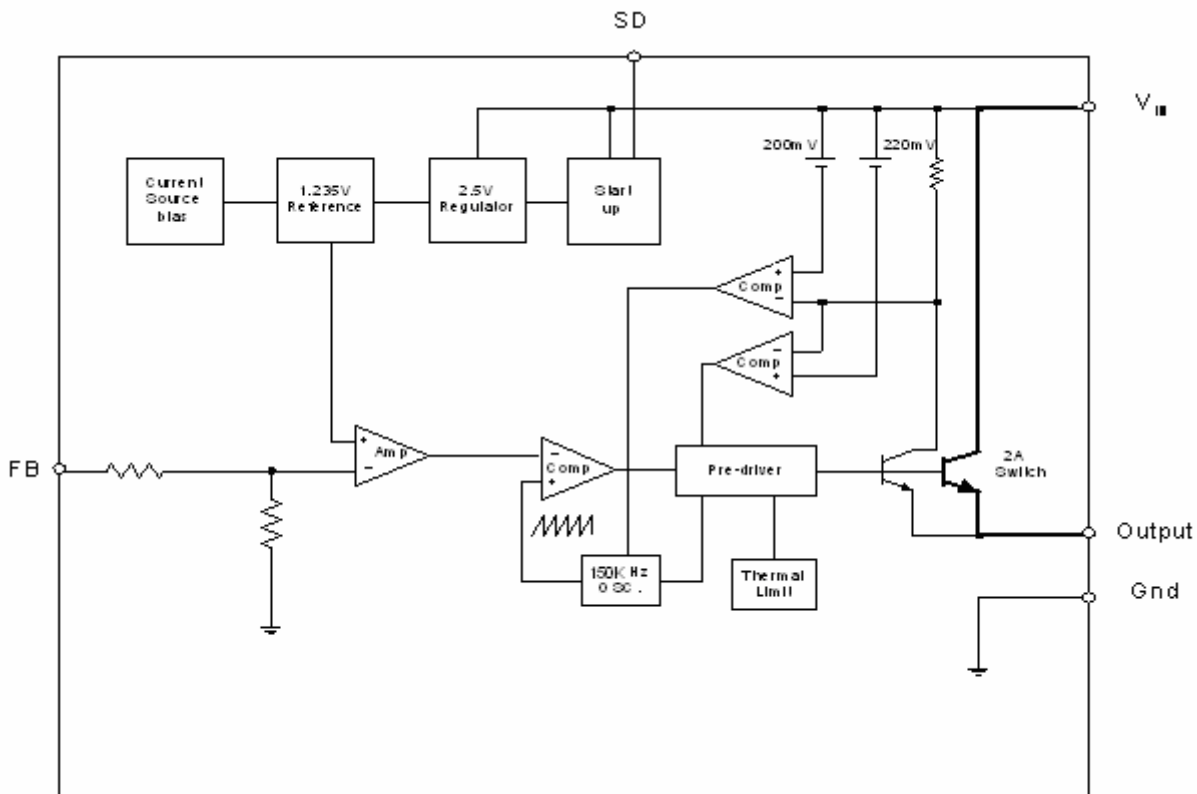 SD
V IN
200mV
220mV
Current
Source
bias
1.235V
Reference
2.5V
Regulator
Start
up
+
Comp
−
−
Comp
+
+
Amp
−
−
Comp
+
FB
Pre-driver
2A
Switch
Output
150KHz
OSC.
Thermal
Limit
Gnd